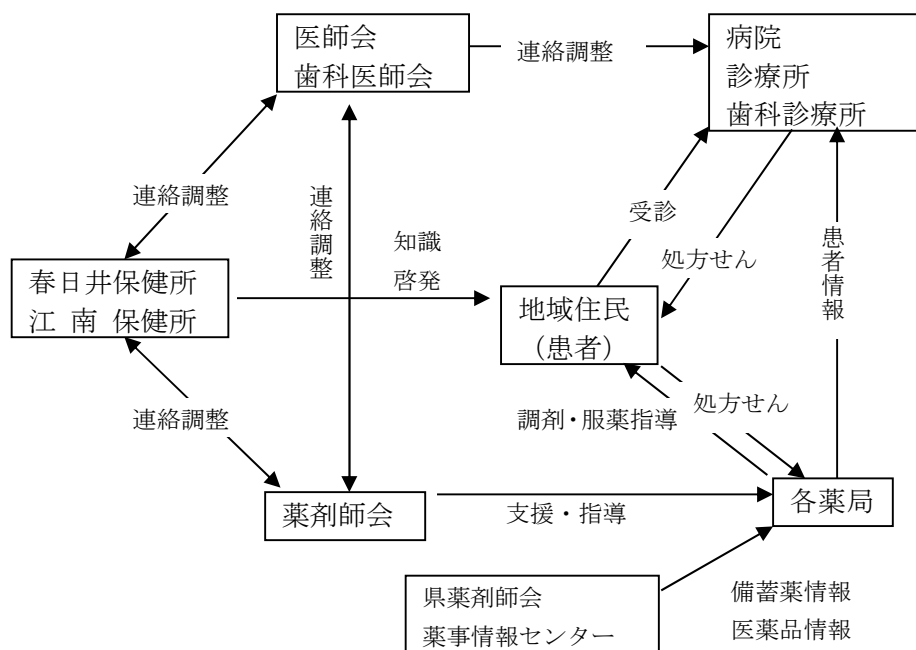 医師会
歯科医師会
連絡調整
病院
診療所
歯科診療所
連絡調整
連絡調整
受診
患者情報
知識
啓発
処方せん
春日井保健所
江 南 保健所
地域住民
（患者）
連絡調整
調剤・服薬指導
処方せん
薬剤師会
支援・指導
各薬局
県薬剤師会
薬事情報センター
備蓄薬情報
医薬品情報